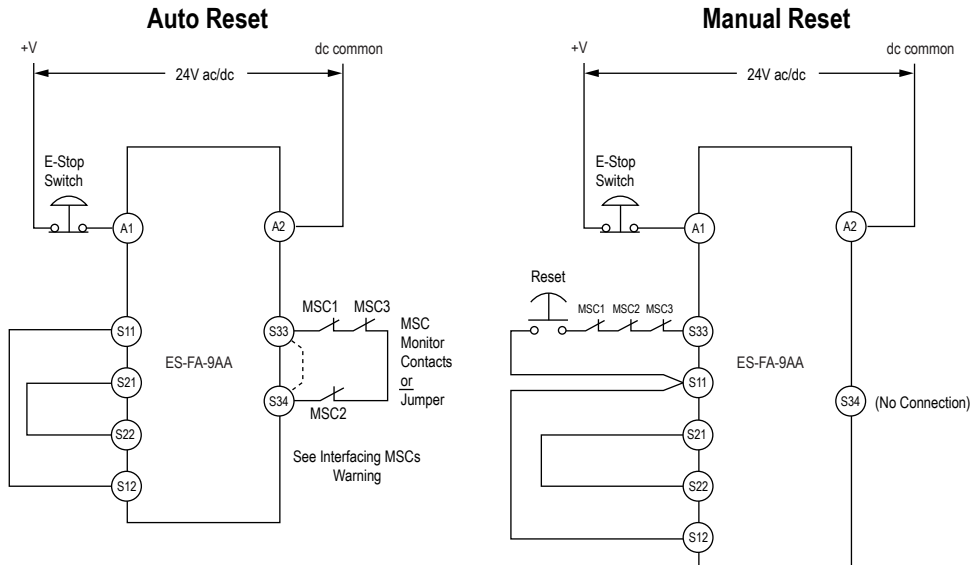 Auto Reset
+V
dc common
24V ac/dc
E-Stop
Switch
A1
A2
S11
S21
S22
S12
ES-FA-9AA
S33
S34
MSC1
MSC3
MSC2
MSC
Monitor
Contacts
or
Jumper
See Interfacing MSCs
Warning
Manual Reset
+V
dc common
24V ac/dc
E-Stop
Switch
A1
A2
Reset
MSC1
MSC2
MSC3
S33
S11
S21
S22
S12
ES-FA-9AA
S34
(No Connection)